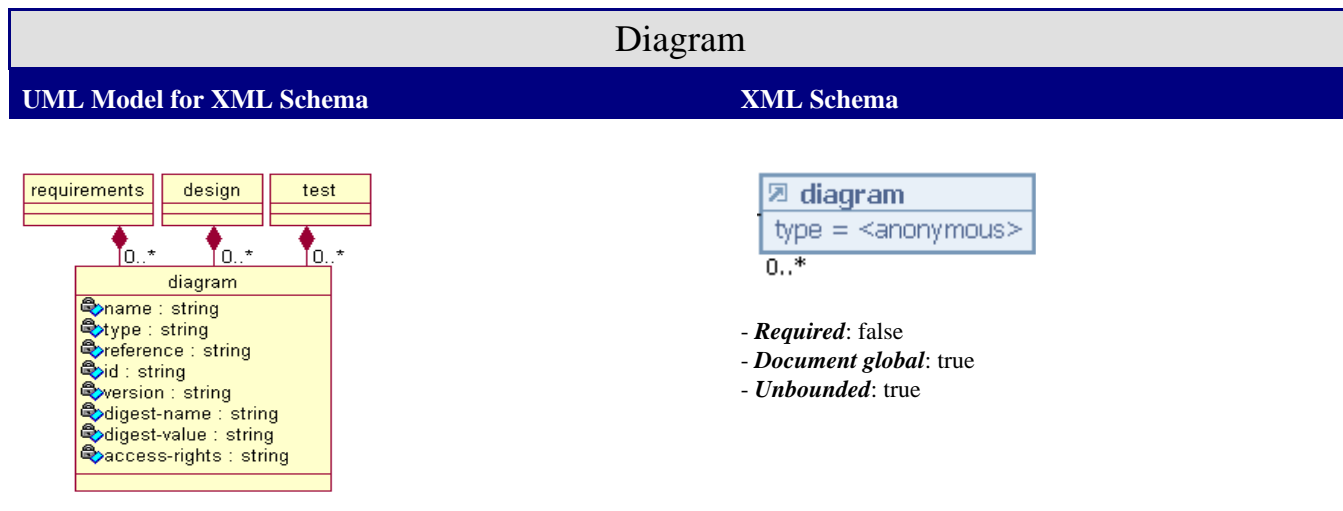 Diagram
UML Model for XML Schema
XML Schema
requirements design test
0..* 0..* 0..*
diagram
name : string
type : string
reference : string
id : string
version : string
digest-name : string
digest-value : string
access-rights : string
diagram
type = <anonymous>
0..*
- Required: false
- Document global: true
- Unbounded: true